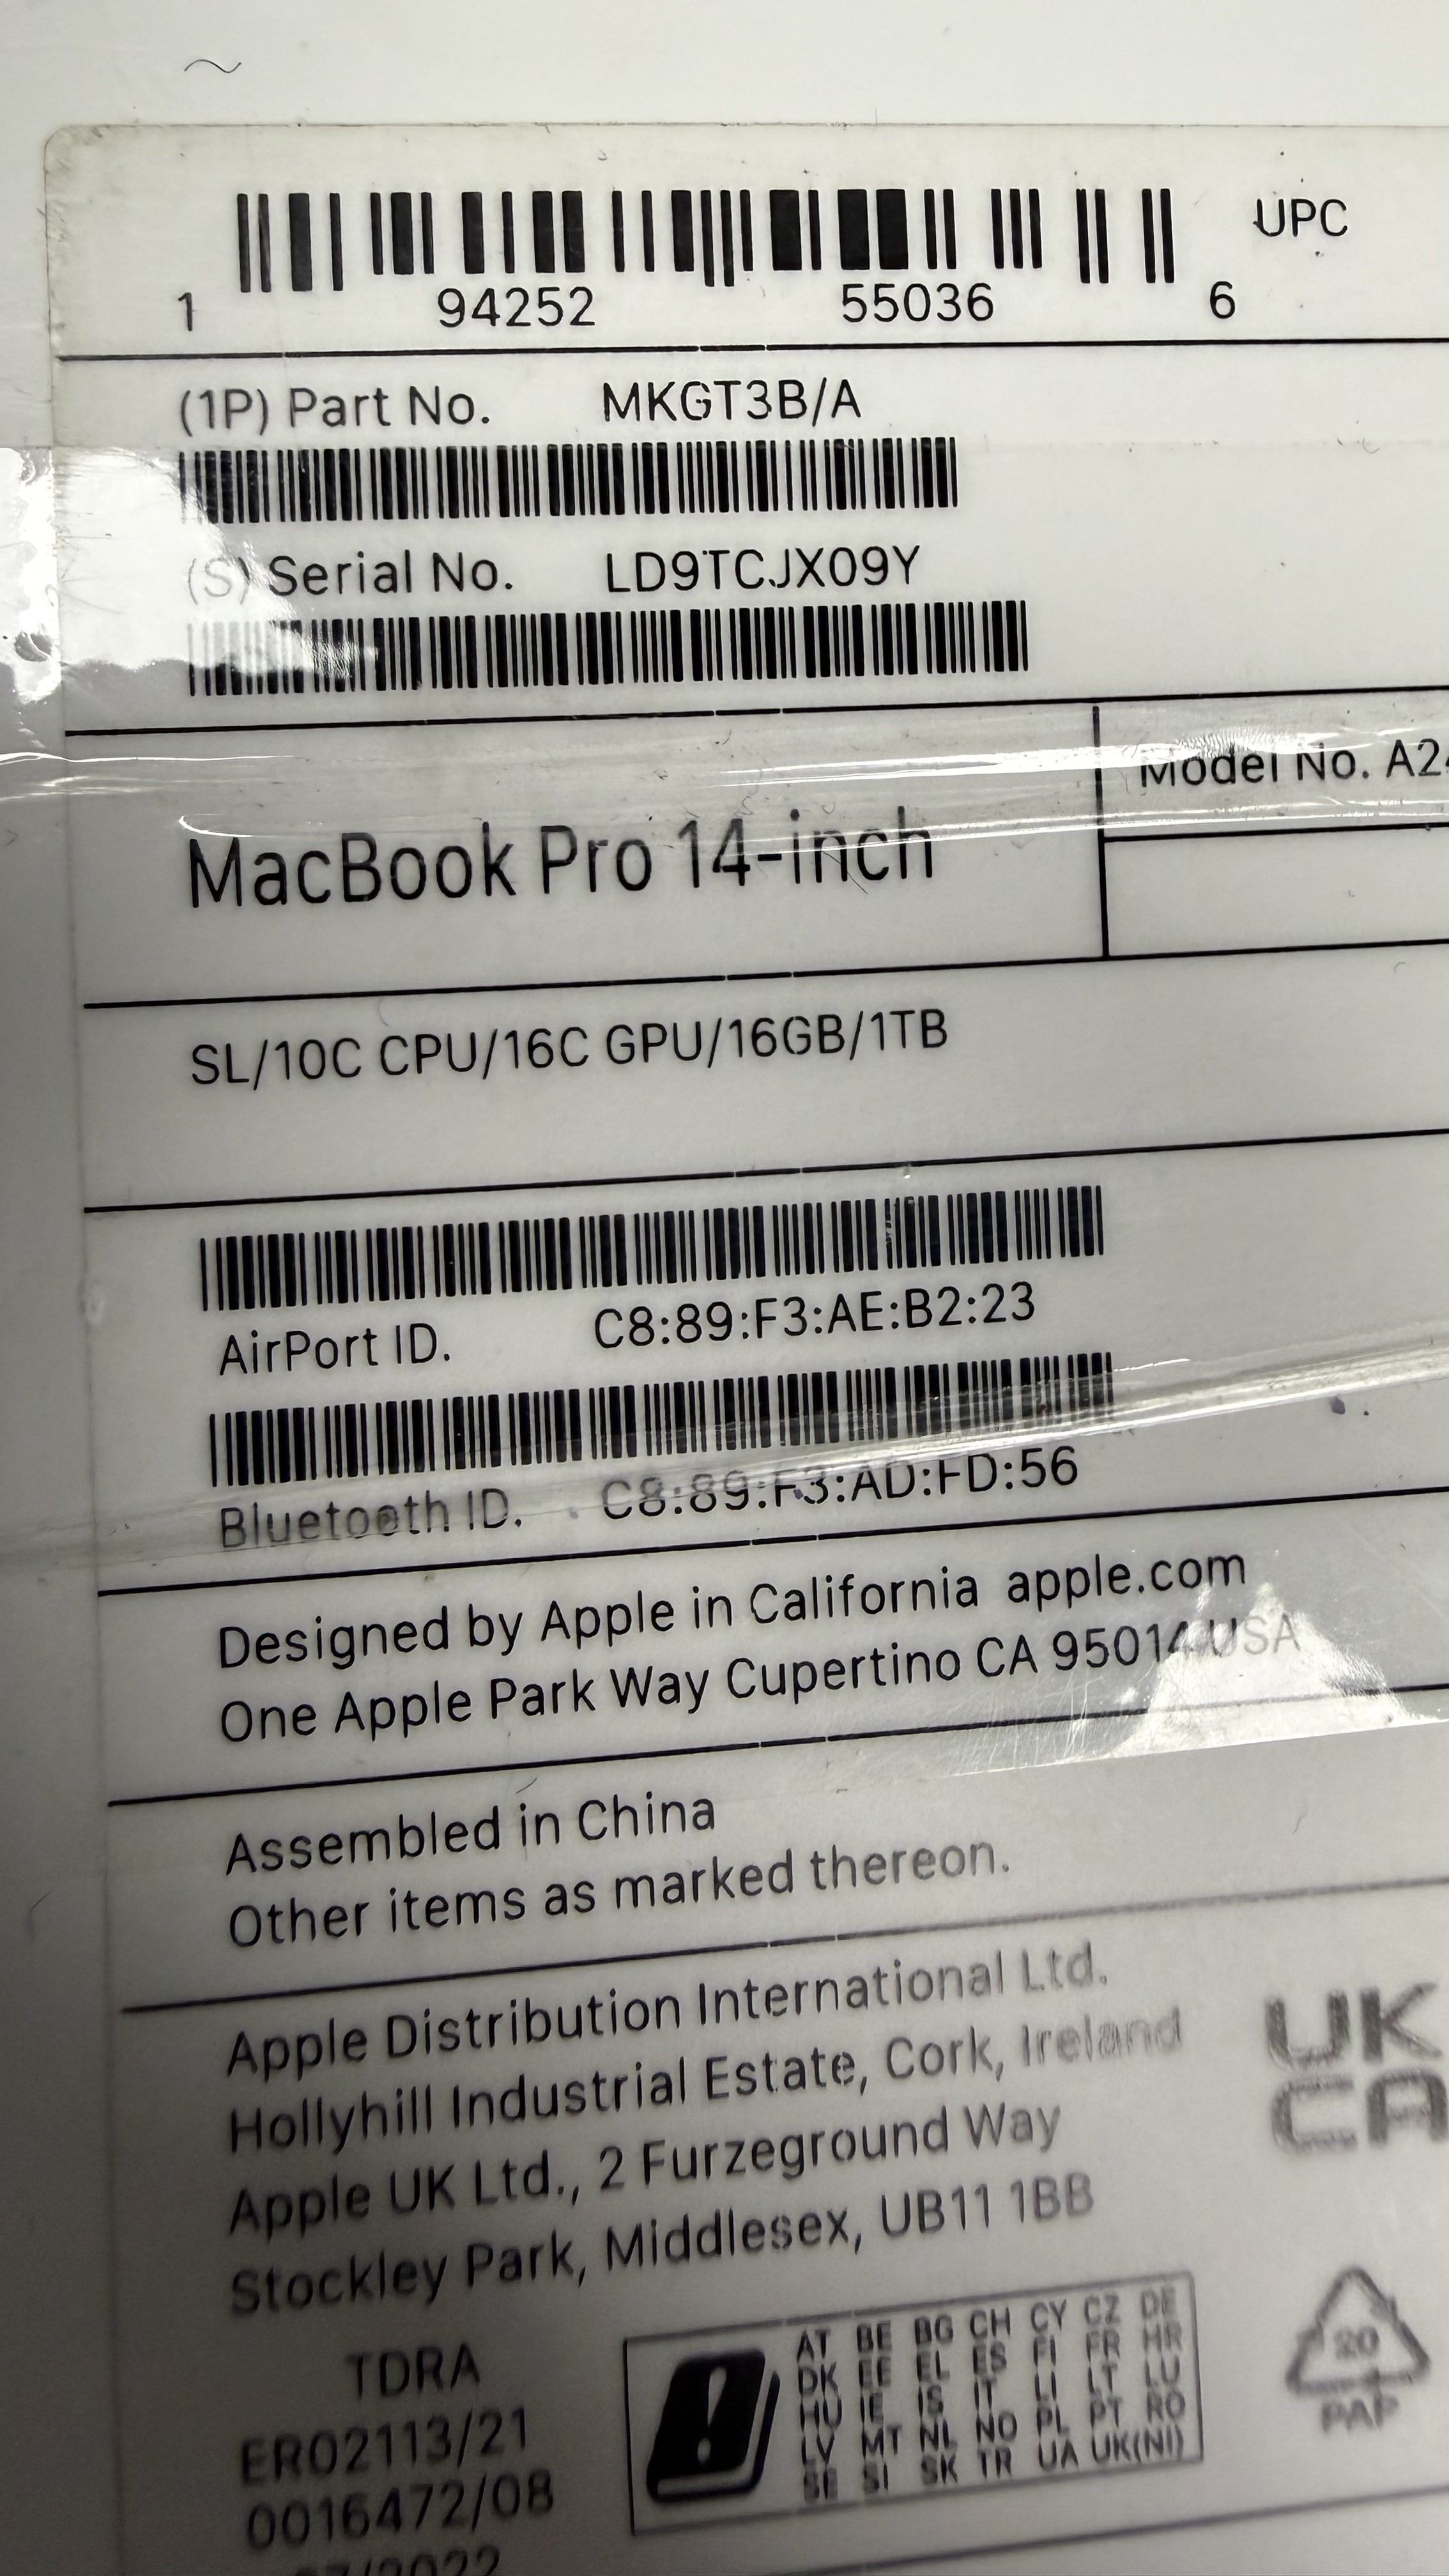 1 94252 55036 6 UPC
(1P) Part No. MKGT3B/A
(S) Serial No. LD9TCJX09Y
Model No. A24
MacBook Pro 14-inch
SL/10C CPU/16C GPU/16GB/1TB
AirPort ID. C8:89:F3:AE:B2:23
Bluetooth ID. C8:89:F3:AD:FD:56
Designed by Apple in California apple.com
One Apple Park Way Cupertino CA 95014 USA
Assembled in China
Other items as marked thereon.
Apple Distribution International Ltd.
Hollyhill Industrial Estate, Cork, Ireland
Apple UK Ltd., 2 Furzeground Way
Stockley Park, Middlesex, UB11 1BB
UK
CA
TDRA
ER02113/21
0016472/08
AT BE BG CH CY CZ DE
DK EE EL ES FI FR HR
HU IE IS IT LI LT LU
LV MT NL NO PL PT RO
SE SI SK TR UA UK(NI)
20
PAP